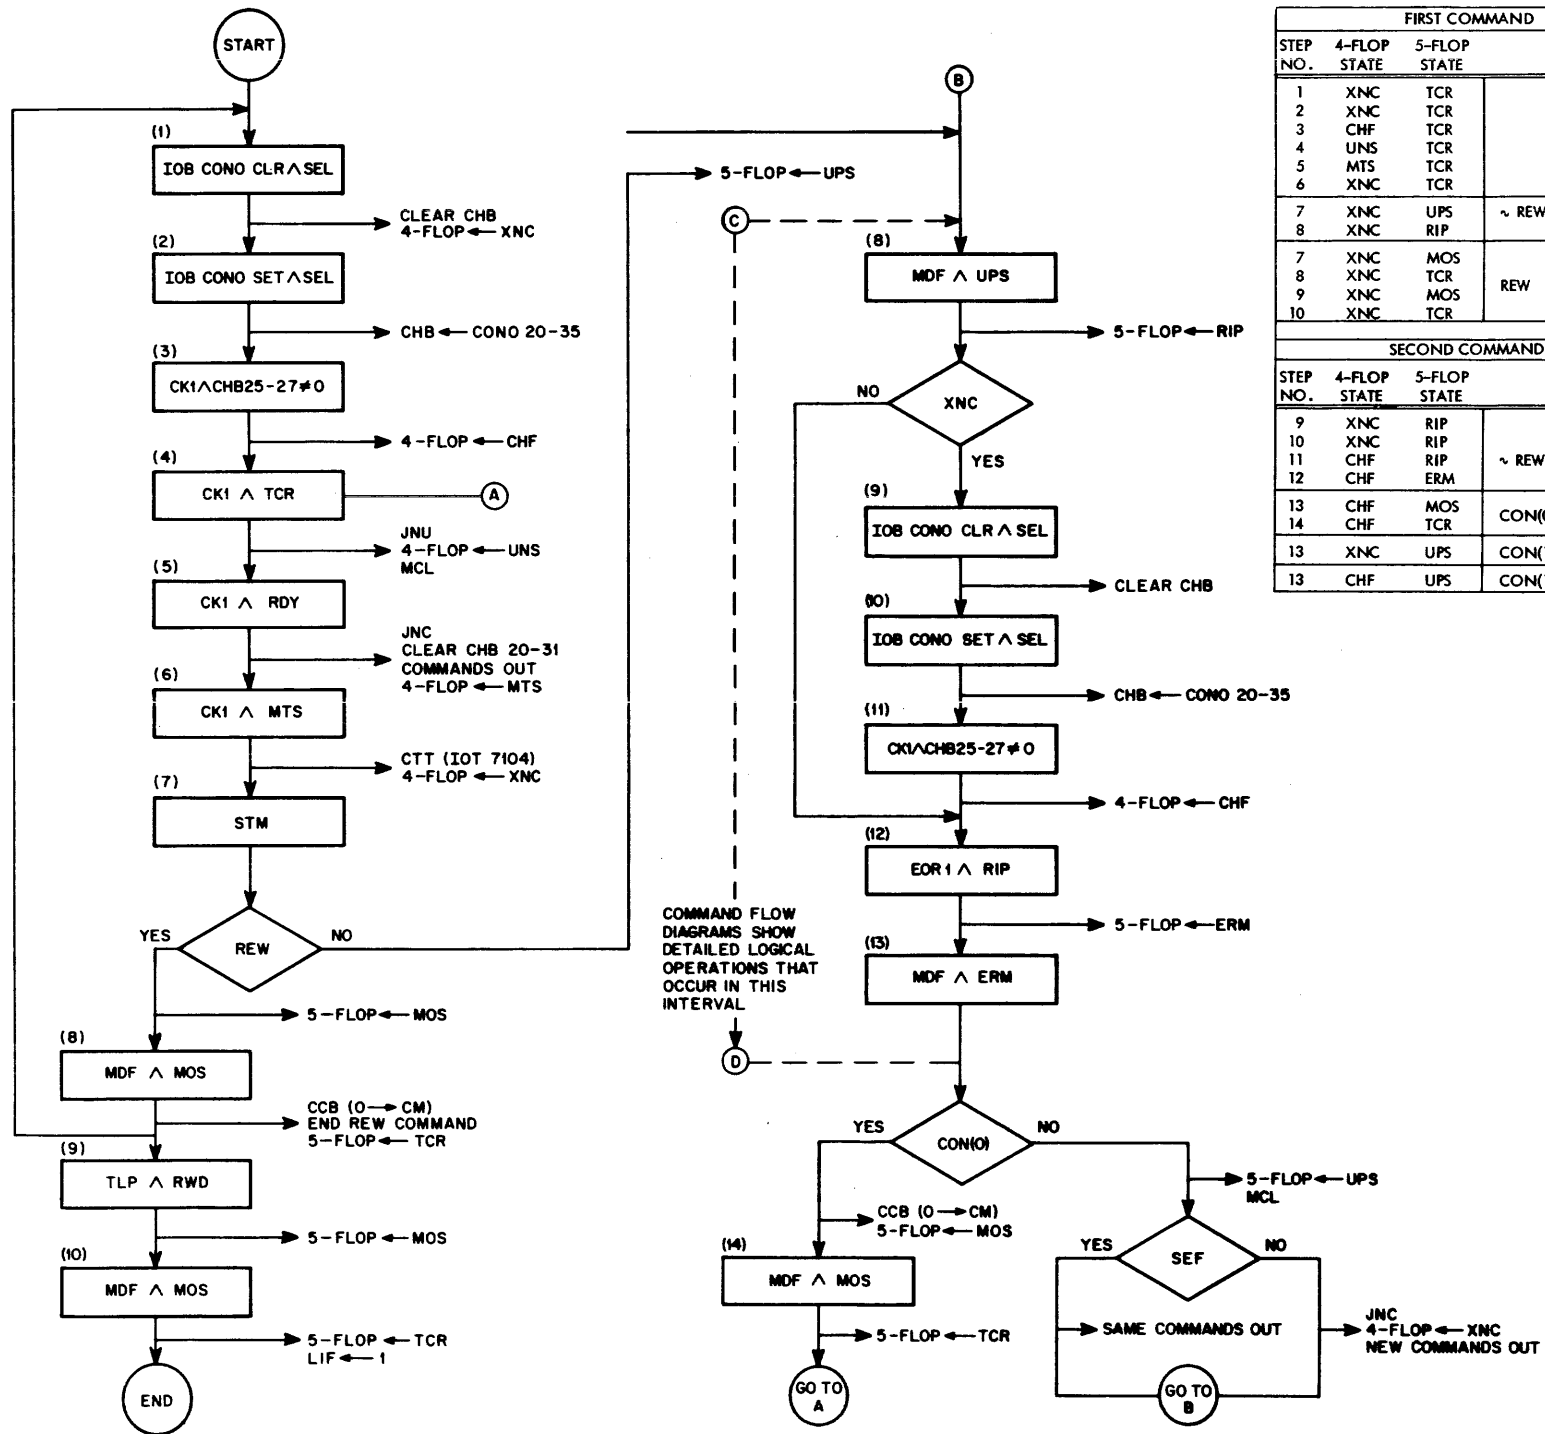 START
(1)
IOB CONO CLR ∧ SEL
CLEAR CHB
4-FLOP ← XNC
(2)
IOB CONO SET ∧ SEL
CHB ← CONO 20-35
(3)
CK1∧CHB25-27≠0
4-FLOP ← CHF
(4)
CK1 ∧ TCR
A
JNU
4-FLOP ← UNS
MCL
(5)
CK1 ∧ RDY
JNC
CLEAR CHB 20-31
COMMANDS OUT
4-FLOP ← MTS
(6)
CK1 ∧ MTS
CTT (IOT 7104)
4-FLOP ← XNC
(7)
STM
YES
REW
NO
5-FLOP ← MOS
(8)
MDF ∧ MOS
CCB (0 → CM)
END REW COMMAND
5-FLOP ← TCR
(9)
TLP ∧ RWD
5-FLOP ← MOS
(10)
MDF ∧ MOS
5-FLOP ← TCR
LIF ← 1
END
B
5-FLOP ← UPS
C
(8)
MDF ∧ UPS
5-FLOP ← RIP
NO
XNC
YES
(9)
IOB CONO CLR ∧ SEL
CLEAR CHB
(10)
IOB CONO SET ∧ SEL
CHB ← CONO 20-35
(11)
CK1∧CHB25-27≠0
4-FLOP ← CHF
(12)
EOR1 ∧ RIP
5-FLOP ← ERM
COMMAND FLOW
DIAGRAMS SHOW
DETAILED LOGICAL
OPERATIONS THAT
OCCUR IN THIS
INTERVAL
(13)
MDF ∧ ERM
D
YES
CON(0)
NO
CCB (0 → CM)
5-FLOP ← MOS
(14)
MDF ∧ MOS
5-FLOP ← TCR
GO TO
A
5-FLOP ← UPS
MCL
YES
SEF
NO
SAME COMMANDS OUT
JNC
4-FLOP ← XNC
NEW COMMANDS OUT
GO TO
B
FIRST COMMAND
STEP 4-FLOP 5-FLOP
NO. STATE STATE
1 XNC TCR
2 XNC TCR
3 CHF TCR
4 UNS TCR
5 MTS TCR
6 XNC TCR
7 XNC UPS ~ REW
8 XNC RIP
7 XNC MOS
8 XNC TCR
REW
9 XNC MOS
10 XNC TCR
SECOND COMMAND
STEP 4-FLOP 5-FLOP
NO. STATE STATE
9 XNC RIP
10 XNC RIP
11 CHF RIP ~ REW
12 CHF ERM
13 CHF MOS
CON(
14 CHF TCR
13 XNC UPS CON(
13 CHF UPS CON(